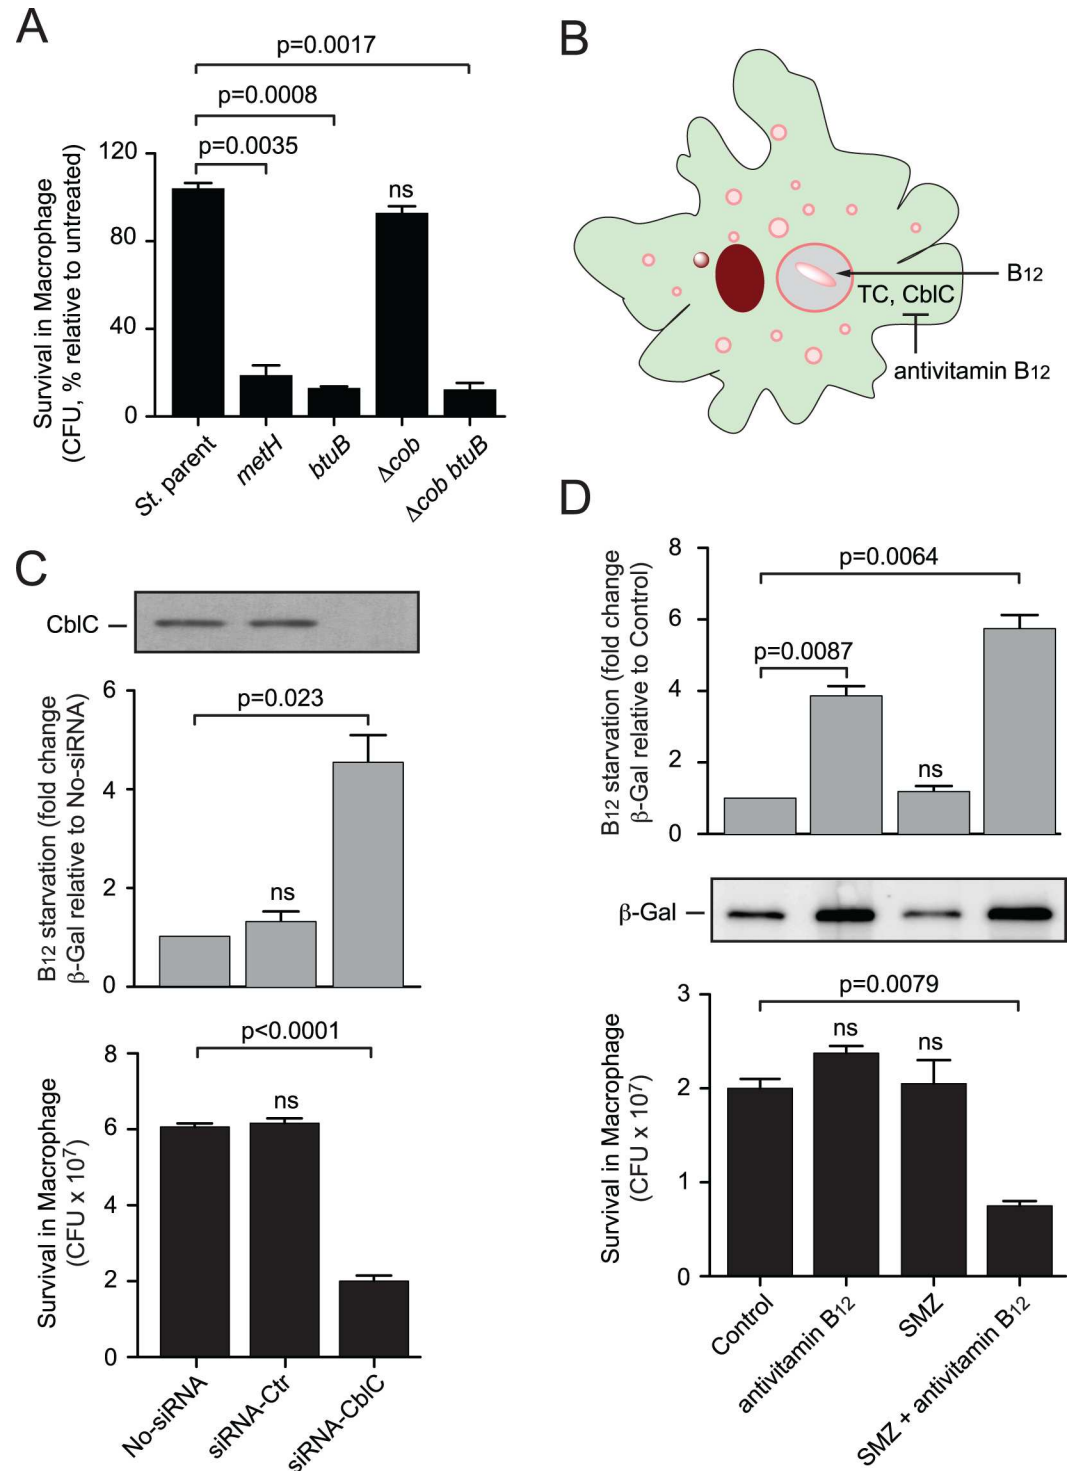 A
p=0.0017
p=0.0008
p=0.0035
Survival in Macrophage
(CFU, % relative to untreated)
120
80
40
0
ns
St. parent
metH
btuB
Δcob
Δcob btuB
B
B12
TC, CblC
antivitamin B12
C
CblC
B12 starvation (fold change
β-Gal relative to No-siRNA)
6
4
2
0
p=0.023
ns
Survival in Macrophage
(CFU x 10⁷)
8
6
4
2
0
p<0.0001
ns
No-siRNA
siRNA-Ctr
siRNA-CblC
D
B12 starvation (fold change
β-Gal relative to Control)
8
6
4
2
0
p=0.0064
p=0.0087
ns
β-Gal
Survival in Macrophage
(CFU x 10⁷)
3
2
1
0
p=0.0079
ns
ns
Control
antivitamin B12
SMZ
SMZ + antivitamin B12